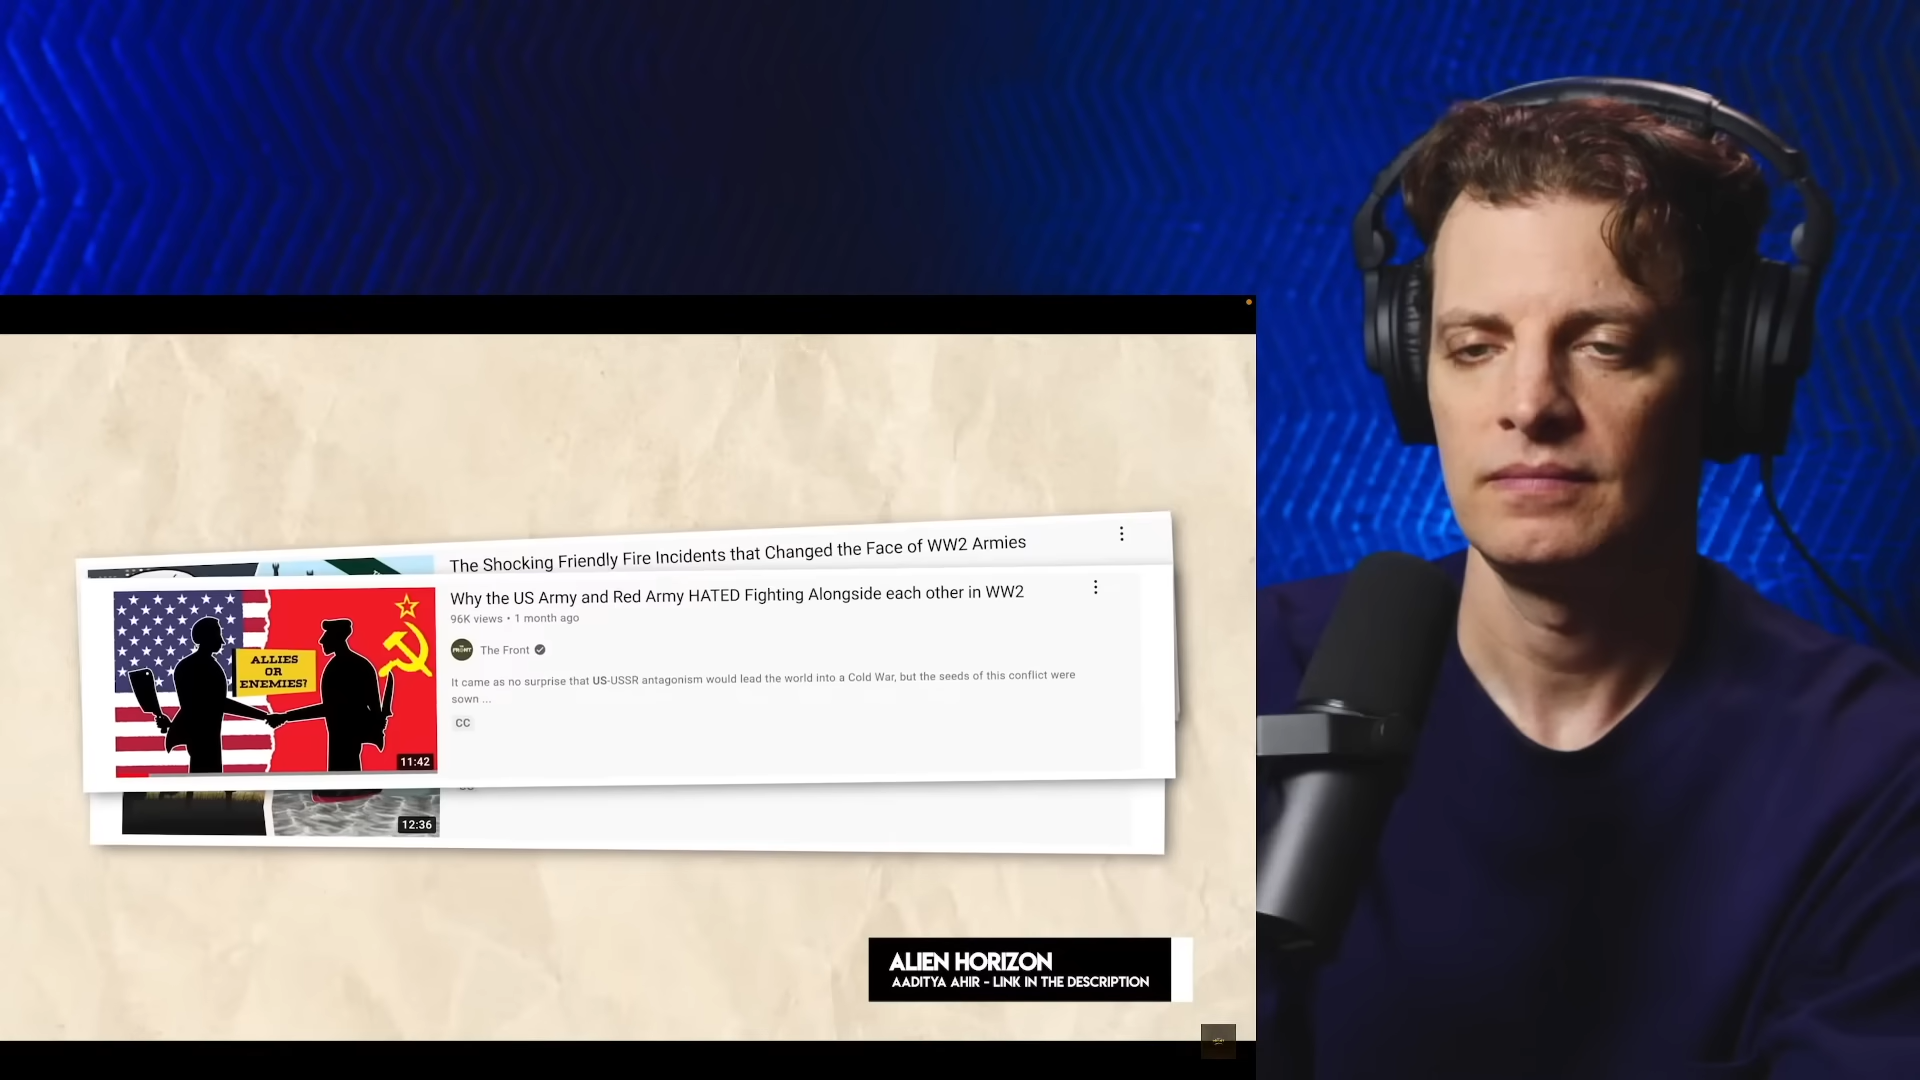 The Shocking Friendly Fire Incidents that Changed the Face of WW2 Armies
Why the US Army and Red Army HATED Fighting Alongside each other in WW2
96K views • 1 month ago
The Front
It came as no surprise that US-USSR antagonism would lead the world into a Cold War, but the seeds of this conflict were
sown ...
CC
ALLIES
OR
ENEMIES?
11:42
12:36
ALIEN HORIZON
AADITYA AHIR - LINK IN THE DESCRIPTION